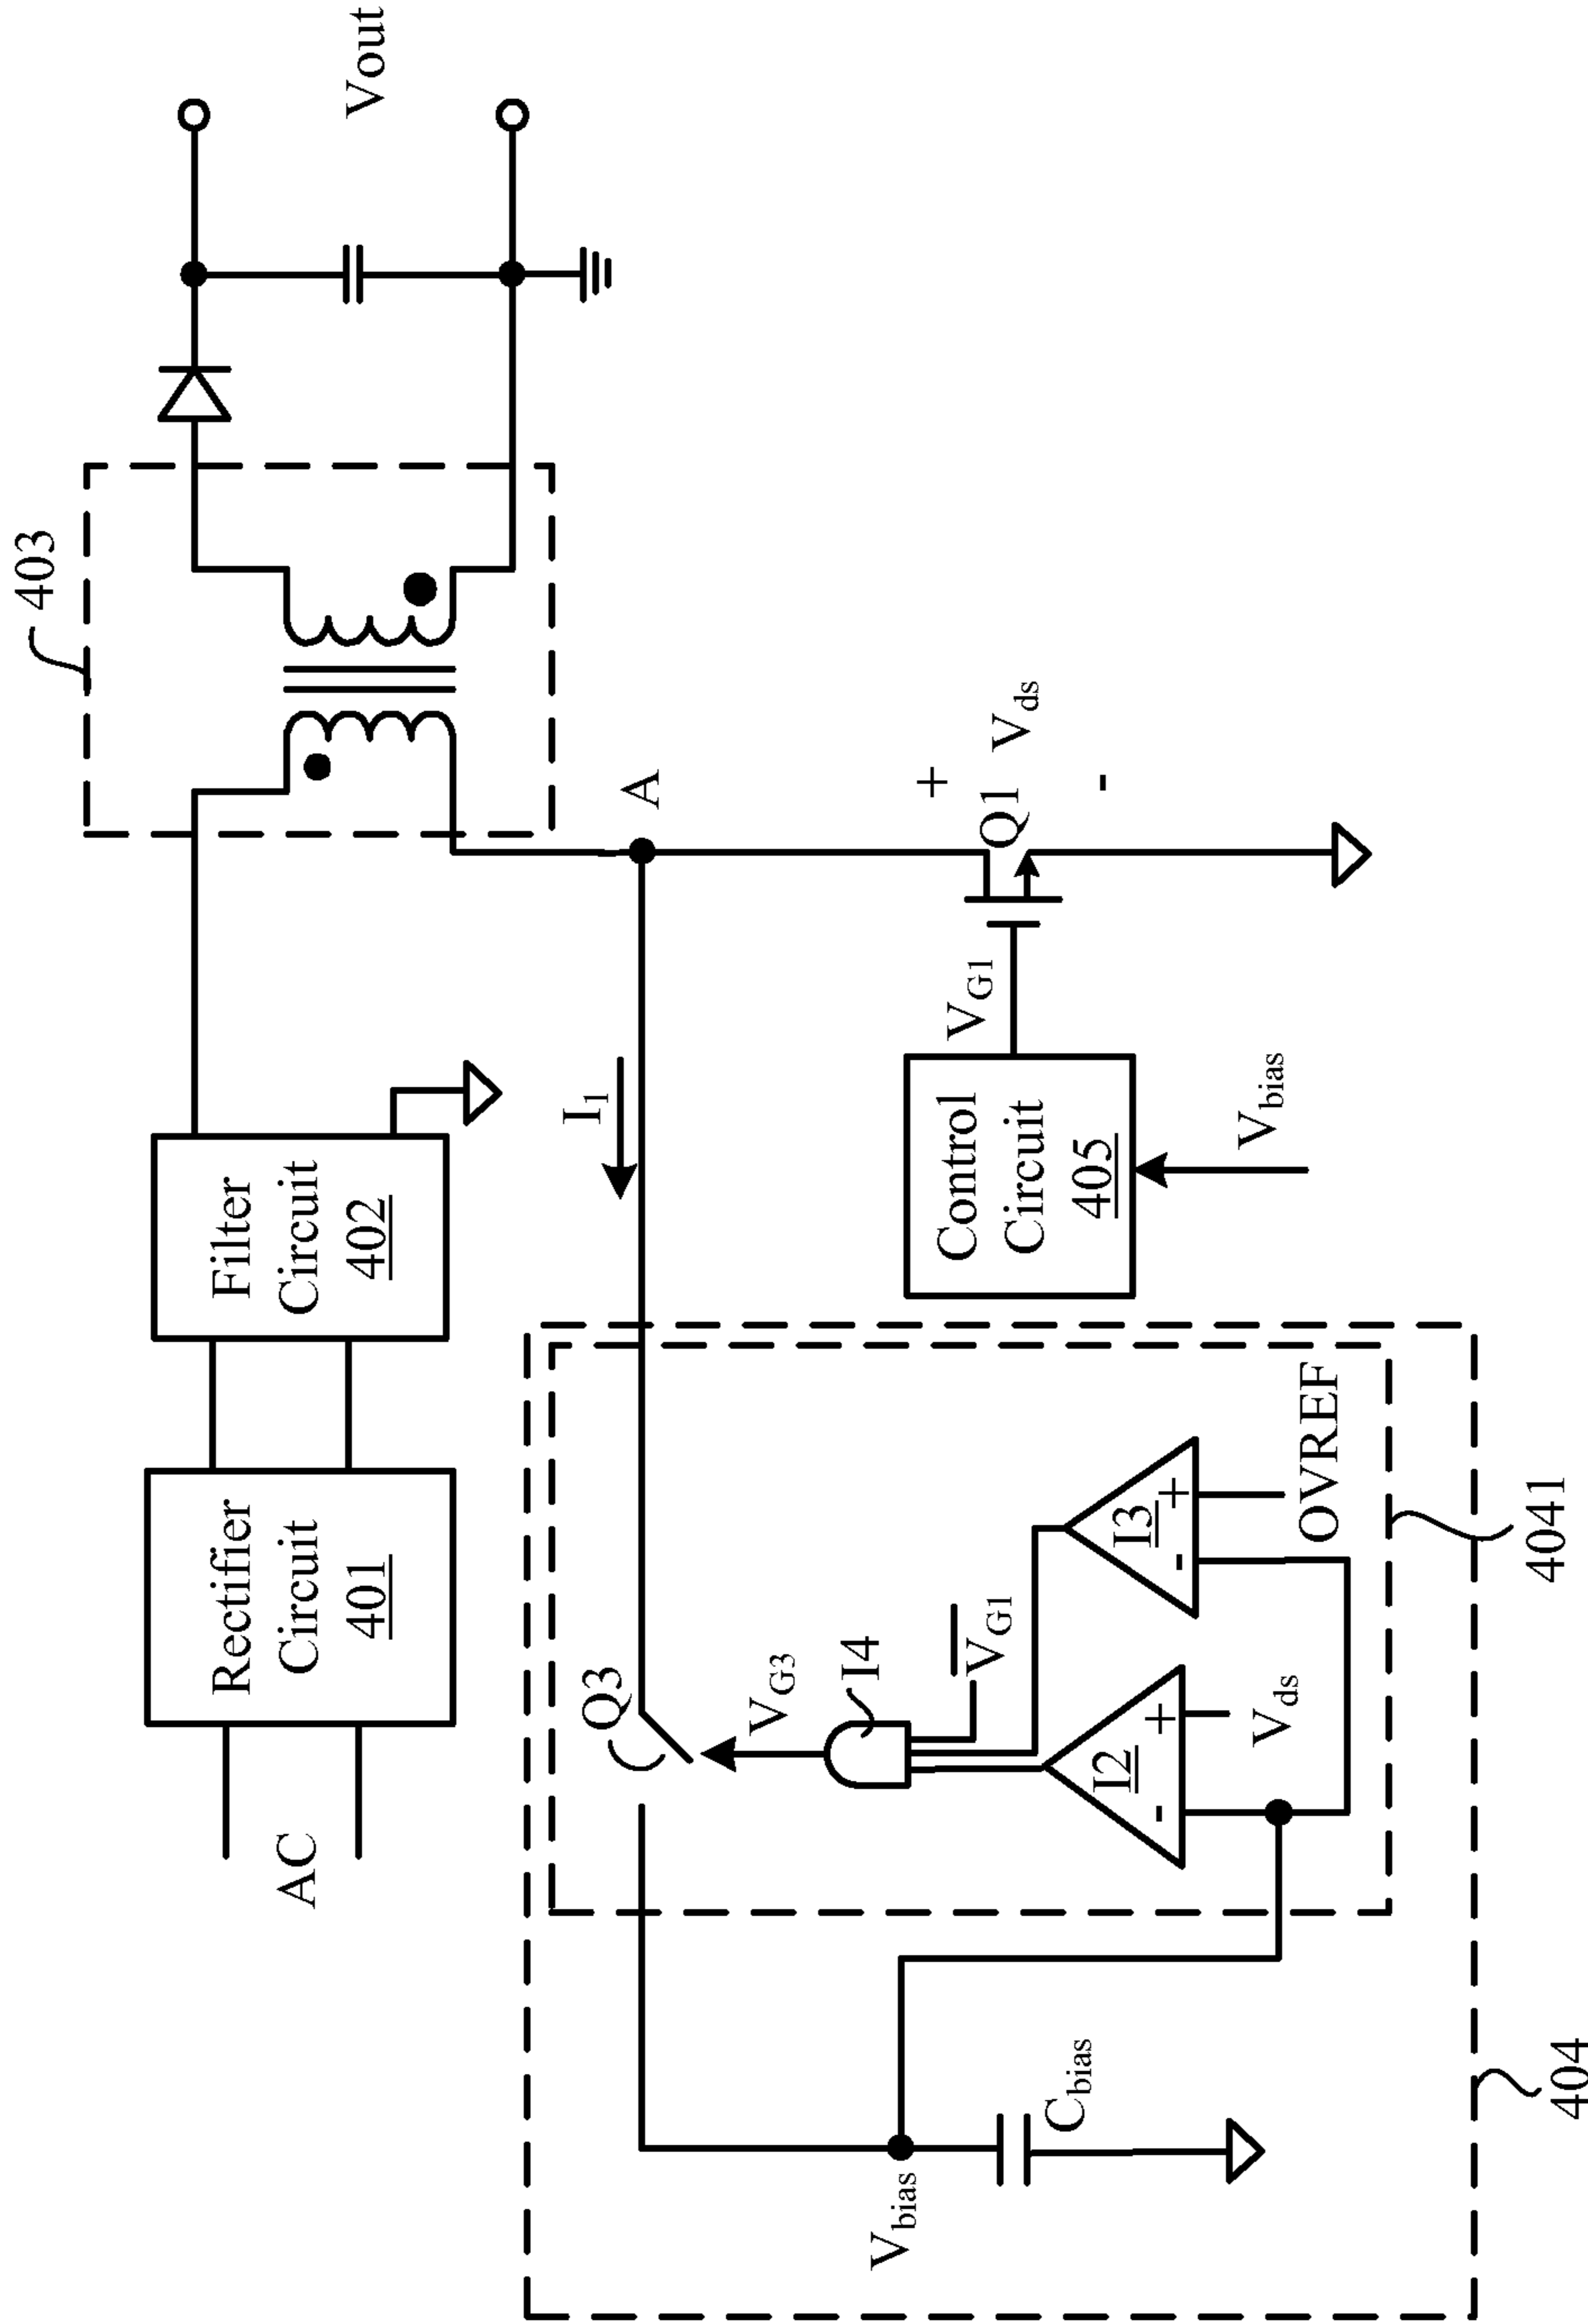 403
Vout
Rectifier
Circuit
401
Filter
Circuit
402
AC
A
I1
Q3
VG3
I4
VG1
I2
-
+
I3
-
+
Vds
OVREF
Vbias
Cbias
Control
Circuit
405
VG1
Vbias
Q1
+
Vds
-
4041
404